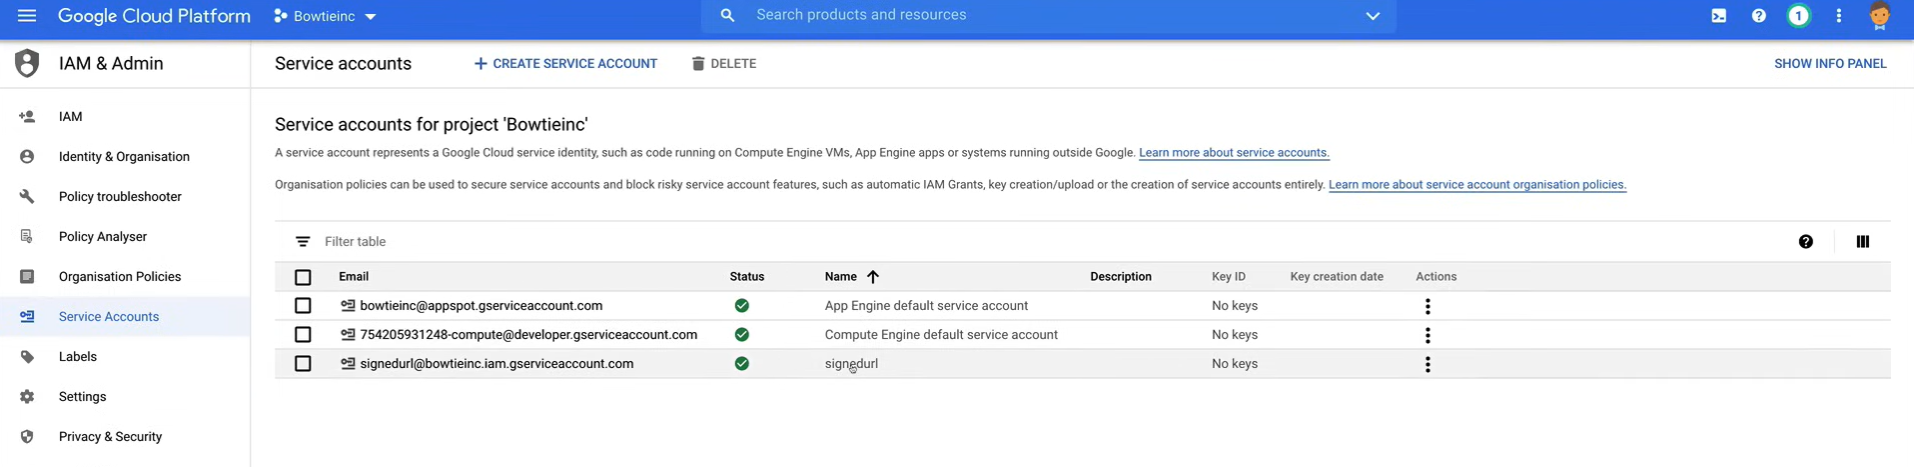 Google Cloud Platform Bowtieinc Search products and resources 1
IAM & Admin Service accounts + CREATE SERVICE ACCOUNT DELETE SHOW INFO PANEL
IAM
Identity & Organisation
Policy troubleshooter
Policy Analyser
Organisation Policies
Service Accounts
Labels
Settings
Privacy & Security
Service accounts for project 'Bowtieinc'
A service account represents a Google Cloud service identity, such as code running on Compute Engine VMs, App Engine apps or systems running outside Google. Learn more about service accounts.
Organisation policies can be used to secure service accounts and block risky service account features, such as automatic IAM Grants, key creation/upload or the creation of service accounts entirely. Learn more about service account organisation policies.
Filter table
Email Status Name Description Key ID Key creation date Actions
bowtieinc@appspot.gserviceaccount.com App Engine default service account No keys
754205931248-compute@developer.gserviceaccount.com Compute Engine default service account No keys
signedurl@bowtieinc.iam.gserviceaccount.com signedurl No keys